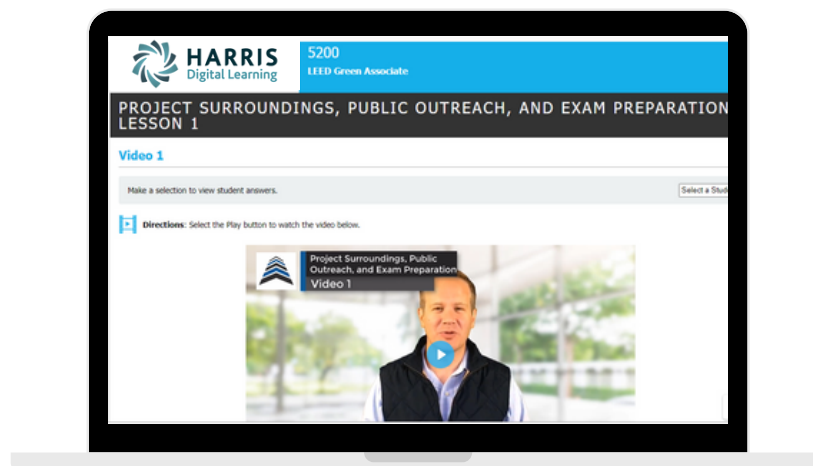 HARRIS
Digital Learning
5200
LEED Green Associate
PROJECT SURROUNDINGS, PUBLIC OUTREACH, AND EXAM PREPARATION
LESSON 1
Video 1
Make a selection to view student answers.
Select a Stud
Directions: Select the Play button to watch the video below.
Project Surroundings, Public
Outreach, and Exam Preparation
Video 1